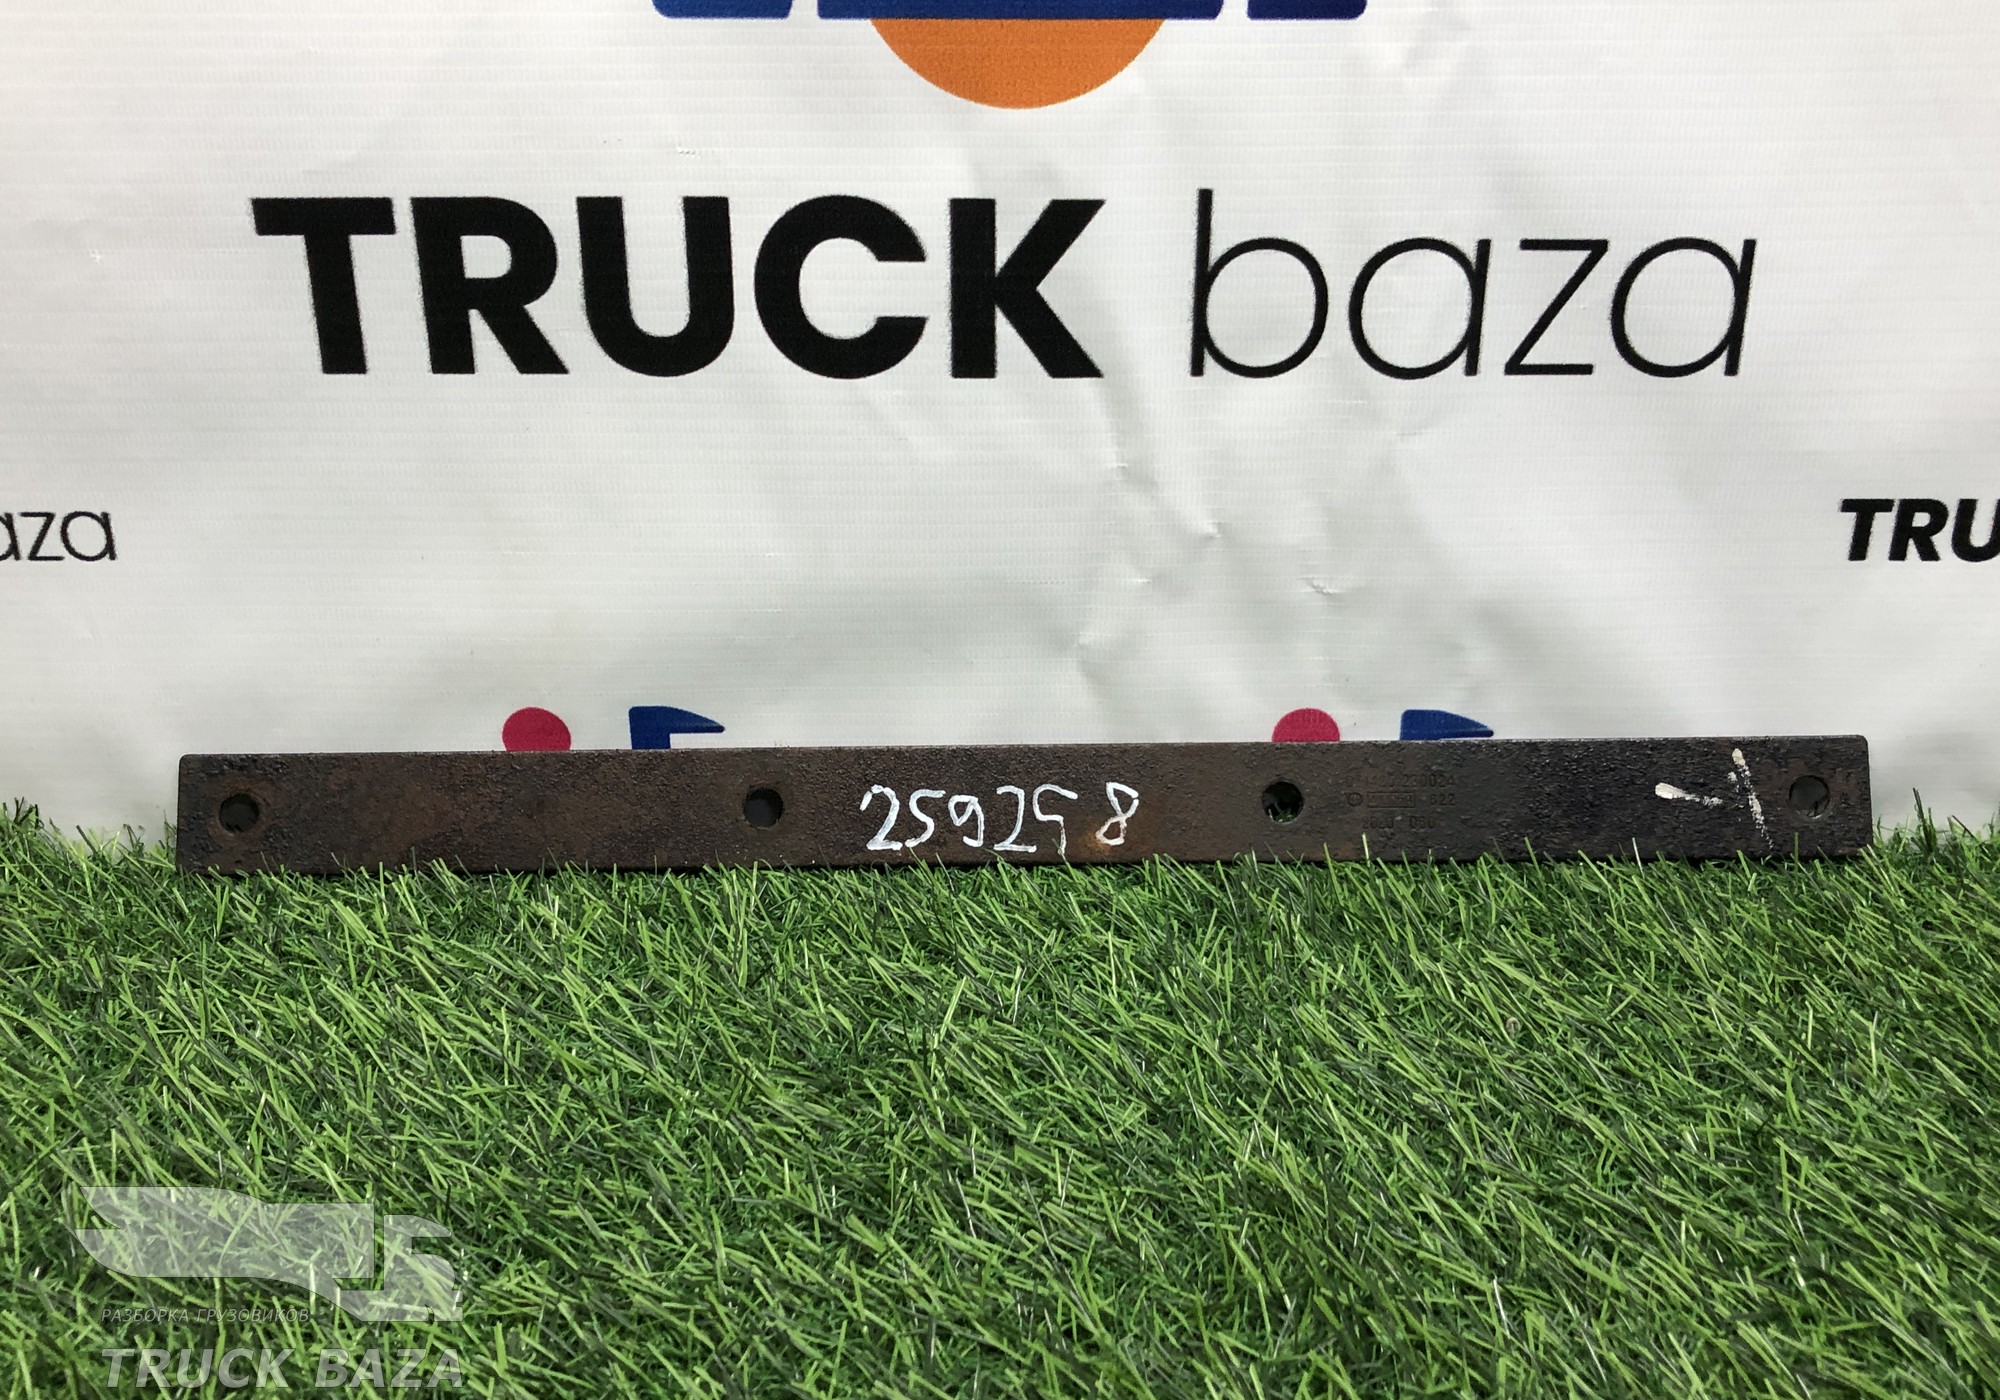 TRUCK baza
aza
TRU
259258
РАЗБОРКА ГРУЗОВИКОВ
TRUCK BAZA